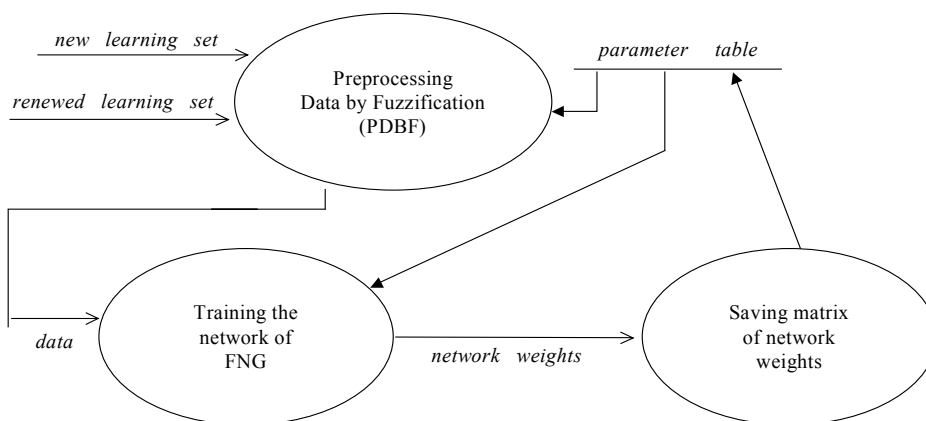 new learning set
renewed learning set
Preprocessing
Data by Fuzzification
(PDBF)
parameter table
Training the
network of
FNG
data
network weights
Saving matrix
of network
weights